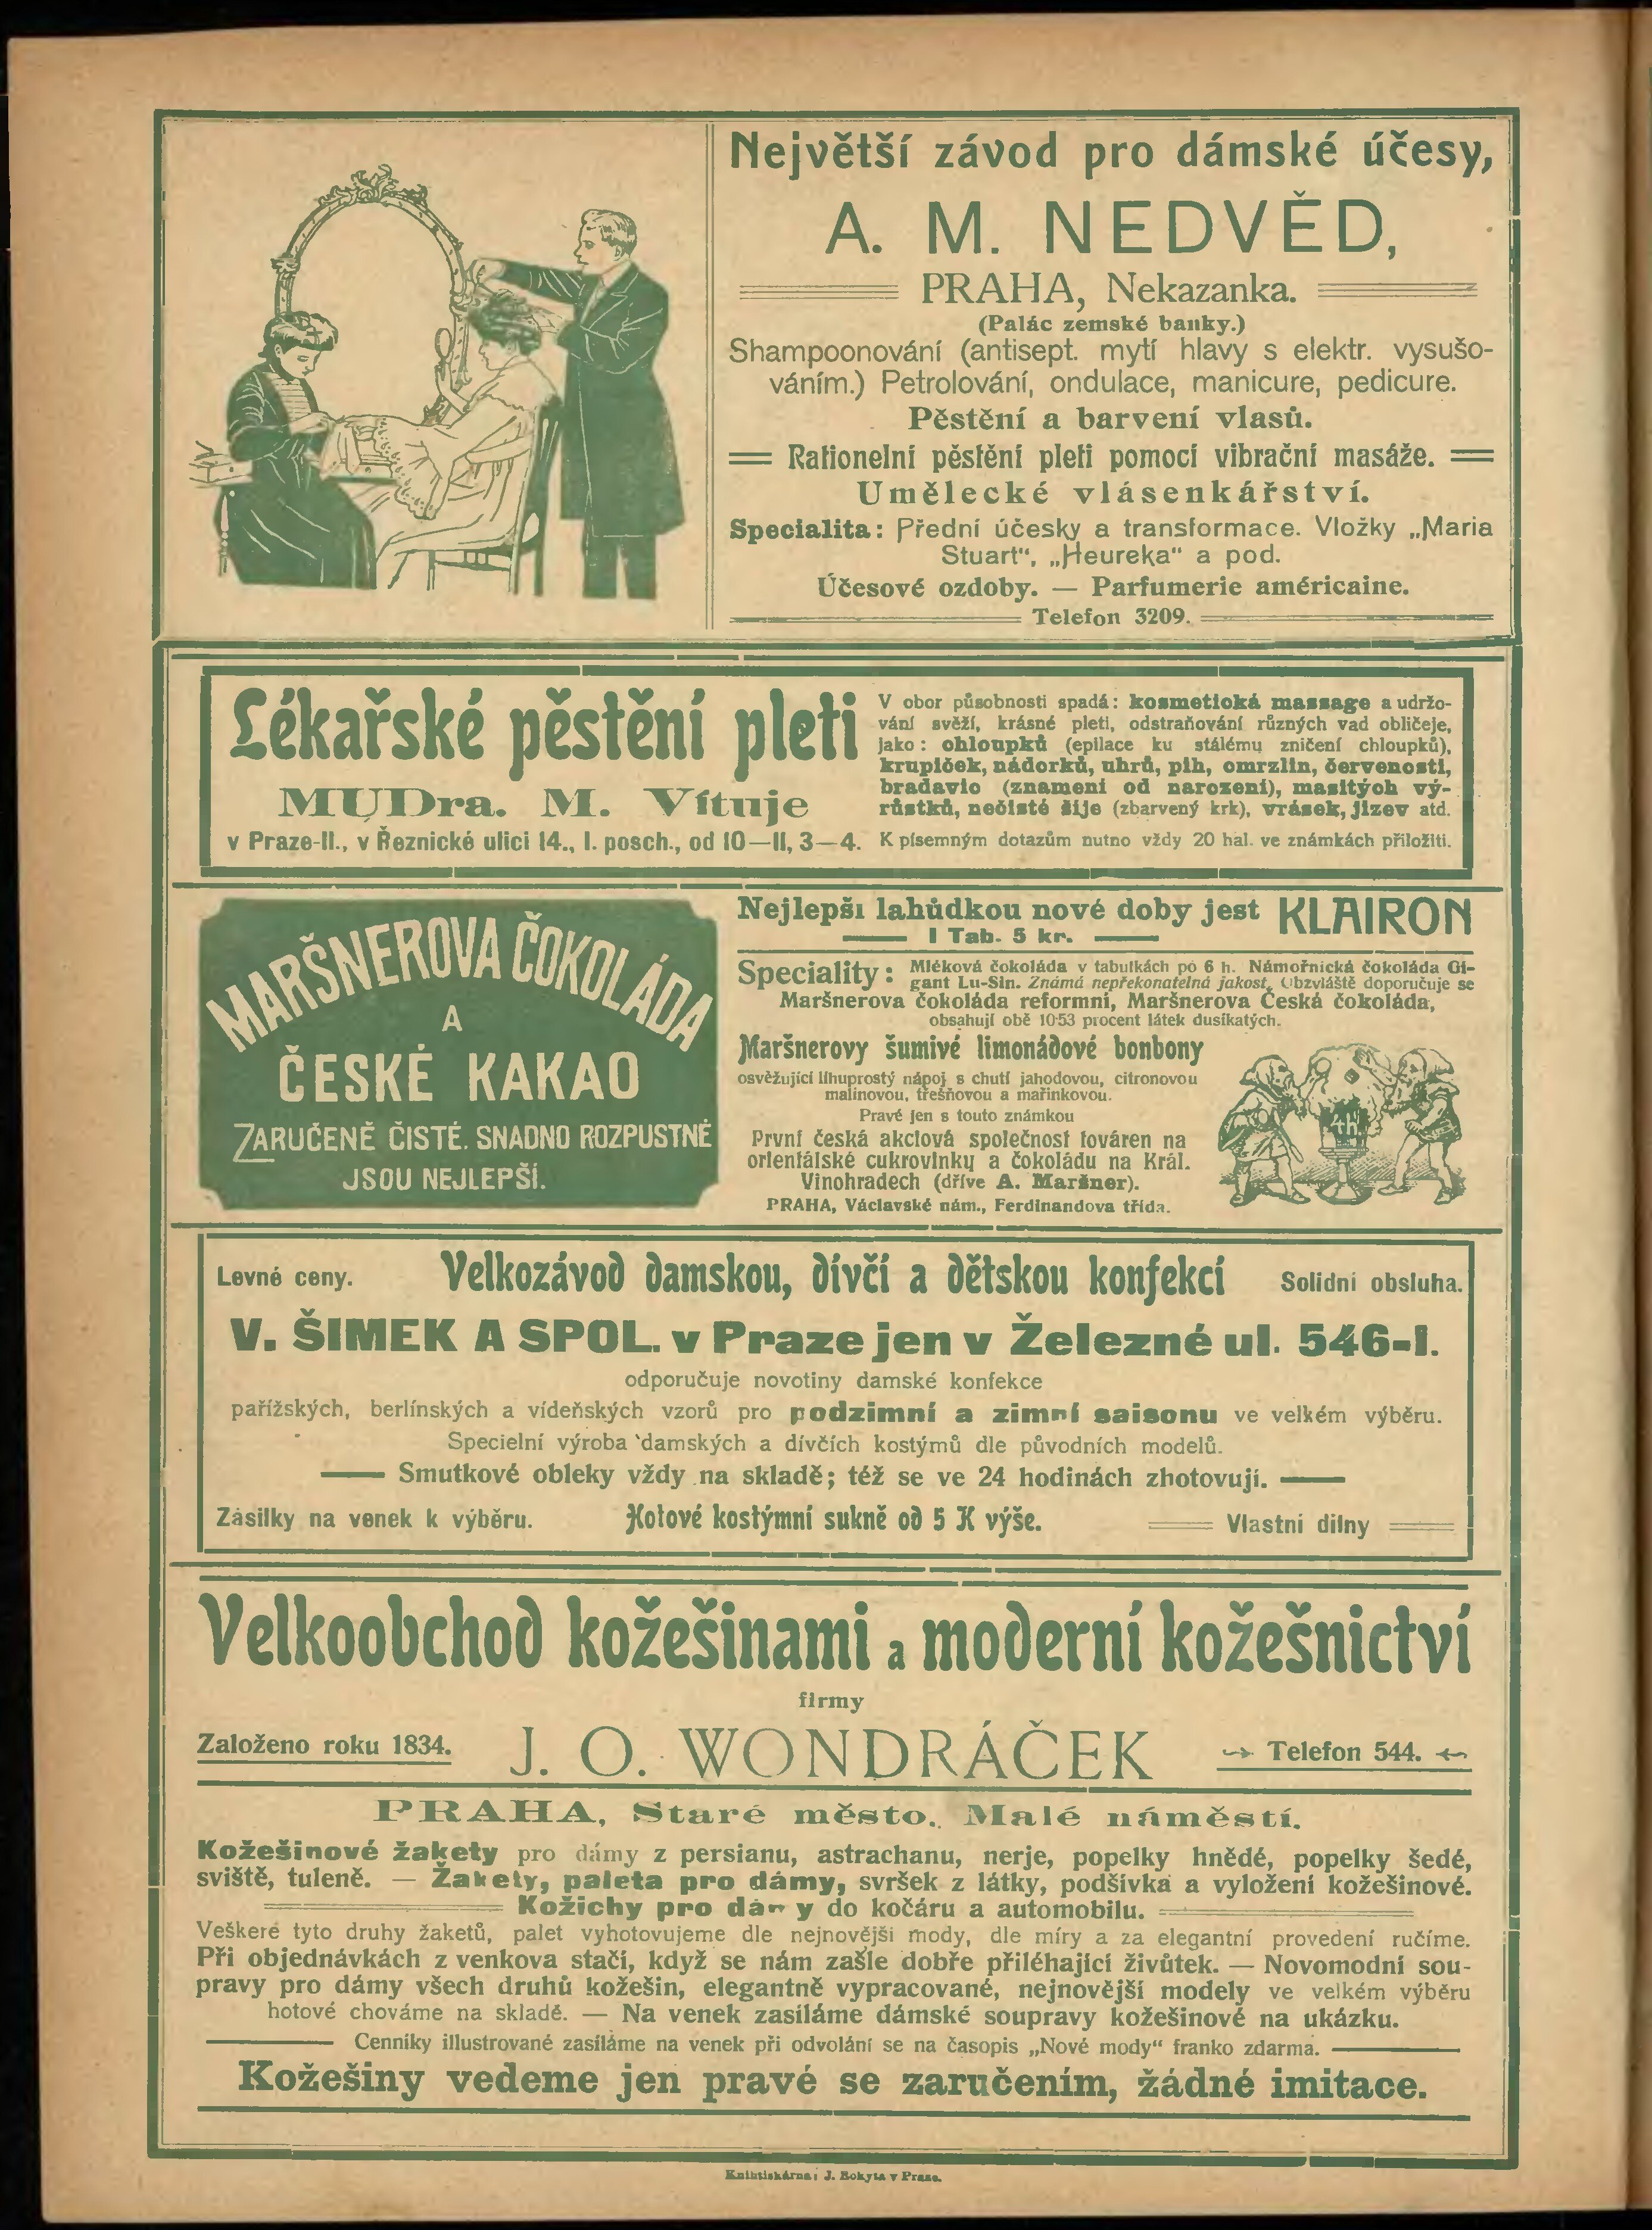 Největší závod pro dámské účesy,
A. M. NEDVĚD,
PRAHA, Nekazanka.
(Palác zemské banky.)
Shampoonování (antisept. mytí hlavy s elektr. vysušo-
váním.) Petrolování, ondulace, manicure, pedicure.
Pěstění a barvení vlasů.
Rationelní pěstění pleti pomocí vibrační masáže.
Umělecké vlásenkářství.
Specialita: Přední účesky a transformace. Vložky „Maria
Stuart“, „Heureka“ a pod.
Účesové ozdoby. — Parfumerie américaine.
Telefon 3209.
Lékařské pěstění pleti
MUDra. M. Vítuje
v Praze-II., v Řeznické ulici 14., I. posch., od 10—11, 3—4.
V obor působnosti spadá: kosmetická massage a udržo-
vání svěží, krásné pleti, odstraňování různých vad obličeje,
jako: chloupků (epilace ku stálému zničení chloupků),
krupiček, nádorků, uhrů, pih, omrzlin, červenosti,
bradavic (znamení od narození), masitých vý-
růstků, nečisté šije (zbarvený krk), vrásek, jizev atd.
K písemným dotazům nutno vždy 20 hal. ve známkách přiložiti.
MARŠNEROVA ČOKOLÁDA
A
ČESKÉ KAKAO
ZARUČENĚ ČISTÉ. SNADNO ROZPUSTNÉ
JSOU NEJLEPŠÍ.
Nejlepší lahůdkou nové doby jest KLAIRON
1 Tab. 5 kr.
Speciality: Mléková čokoláda v tabulkách po 6 h. Námořnická čokoláda Gi-
gant Lu-Sin. Známá nepřekonatelná jakost. Obzvláště doporučuje se
Maršnerova čokoláda reformní, Maršnerova Česká čokoláda,
obsahují obě 10·53 procent látek dusíkatých.
Maršnerovy šumivé limonádové bonbony
osvěžující lihuprostý nápoj s chutí jahodovou, citronovou
malinovou, třešňovou a mařinkovou.
Pravé jen s touto známkou
První česká akciová společnost továren na
orientálské cukrovinky a čokoládu na Král.
Vinohradech (dříve A. Maršner).
PRAHA, Václavské nám., Ferdinandova třída.
4h
Levné ceny.
Velkozávod damskou, dívčí a dětskou konfekcí
Solidní obsluha.
V. ŠIMEK A SPOL. v Praze jen v Železné ul. 546-I.
odporučuje novotiny damské konfekce
pařížských, berlínských a vídeňských vzorů pro podzimní a zimní saisonu ve velkém výběru.
Specielní výroba damských a dívčích kostýmů dle původních modelů.
Smutkové obleky vždy na skladě; též se ve 24 hodinách zhotovují.
Zásilky na venek k výběru.
Hotové kostýmní sukně od 5 K výše.
Vlastní dílny
Velkoobchod kožešinami a moderní kožešnictví
firmy
Založeno roku 1834.
J. O. WONDRÁČEK
Telefon 544.
PRAHA, Staré město, Malé náměstí.
Kožešinové žakety pro dámy z persianu, astrachanu, nerje, popelky hnědé, popelky šedé,
sviště, tuleně. — Žakety, paleta pro dámy, svršek z látky, podšívka a vyložení kožešinové.
Kožichy pro dámy do kočáru a automobilu.
Veškeré tyto druhy žaketů, palet vyhotovujeme dle nejnovější mody, dle míry a za elegantní provedení ručíme.
Při objednávkách z venkova stačí, když se nám zašle dobře přiléhající živůtek. — Novomodní sou-
pravy pro dámy všech druhů kožešin, elegantně vypracované, nejnovější modely ve velkém výběru
hotové chováme na skladě. — Na venek zasíláme dámské soupravy kožešinové na ukázku.
Cenníky illustrované zasíláme na venek při odvolání se na časopis „Nové mody“ franko zdarma.
Kožešiny vedeme jen pravé se zaručením, žádné imitace.
Knihtiskárna: J. Rokyta v Praze.